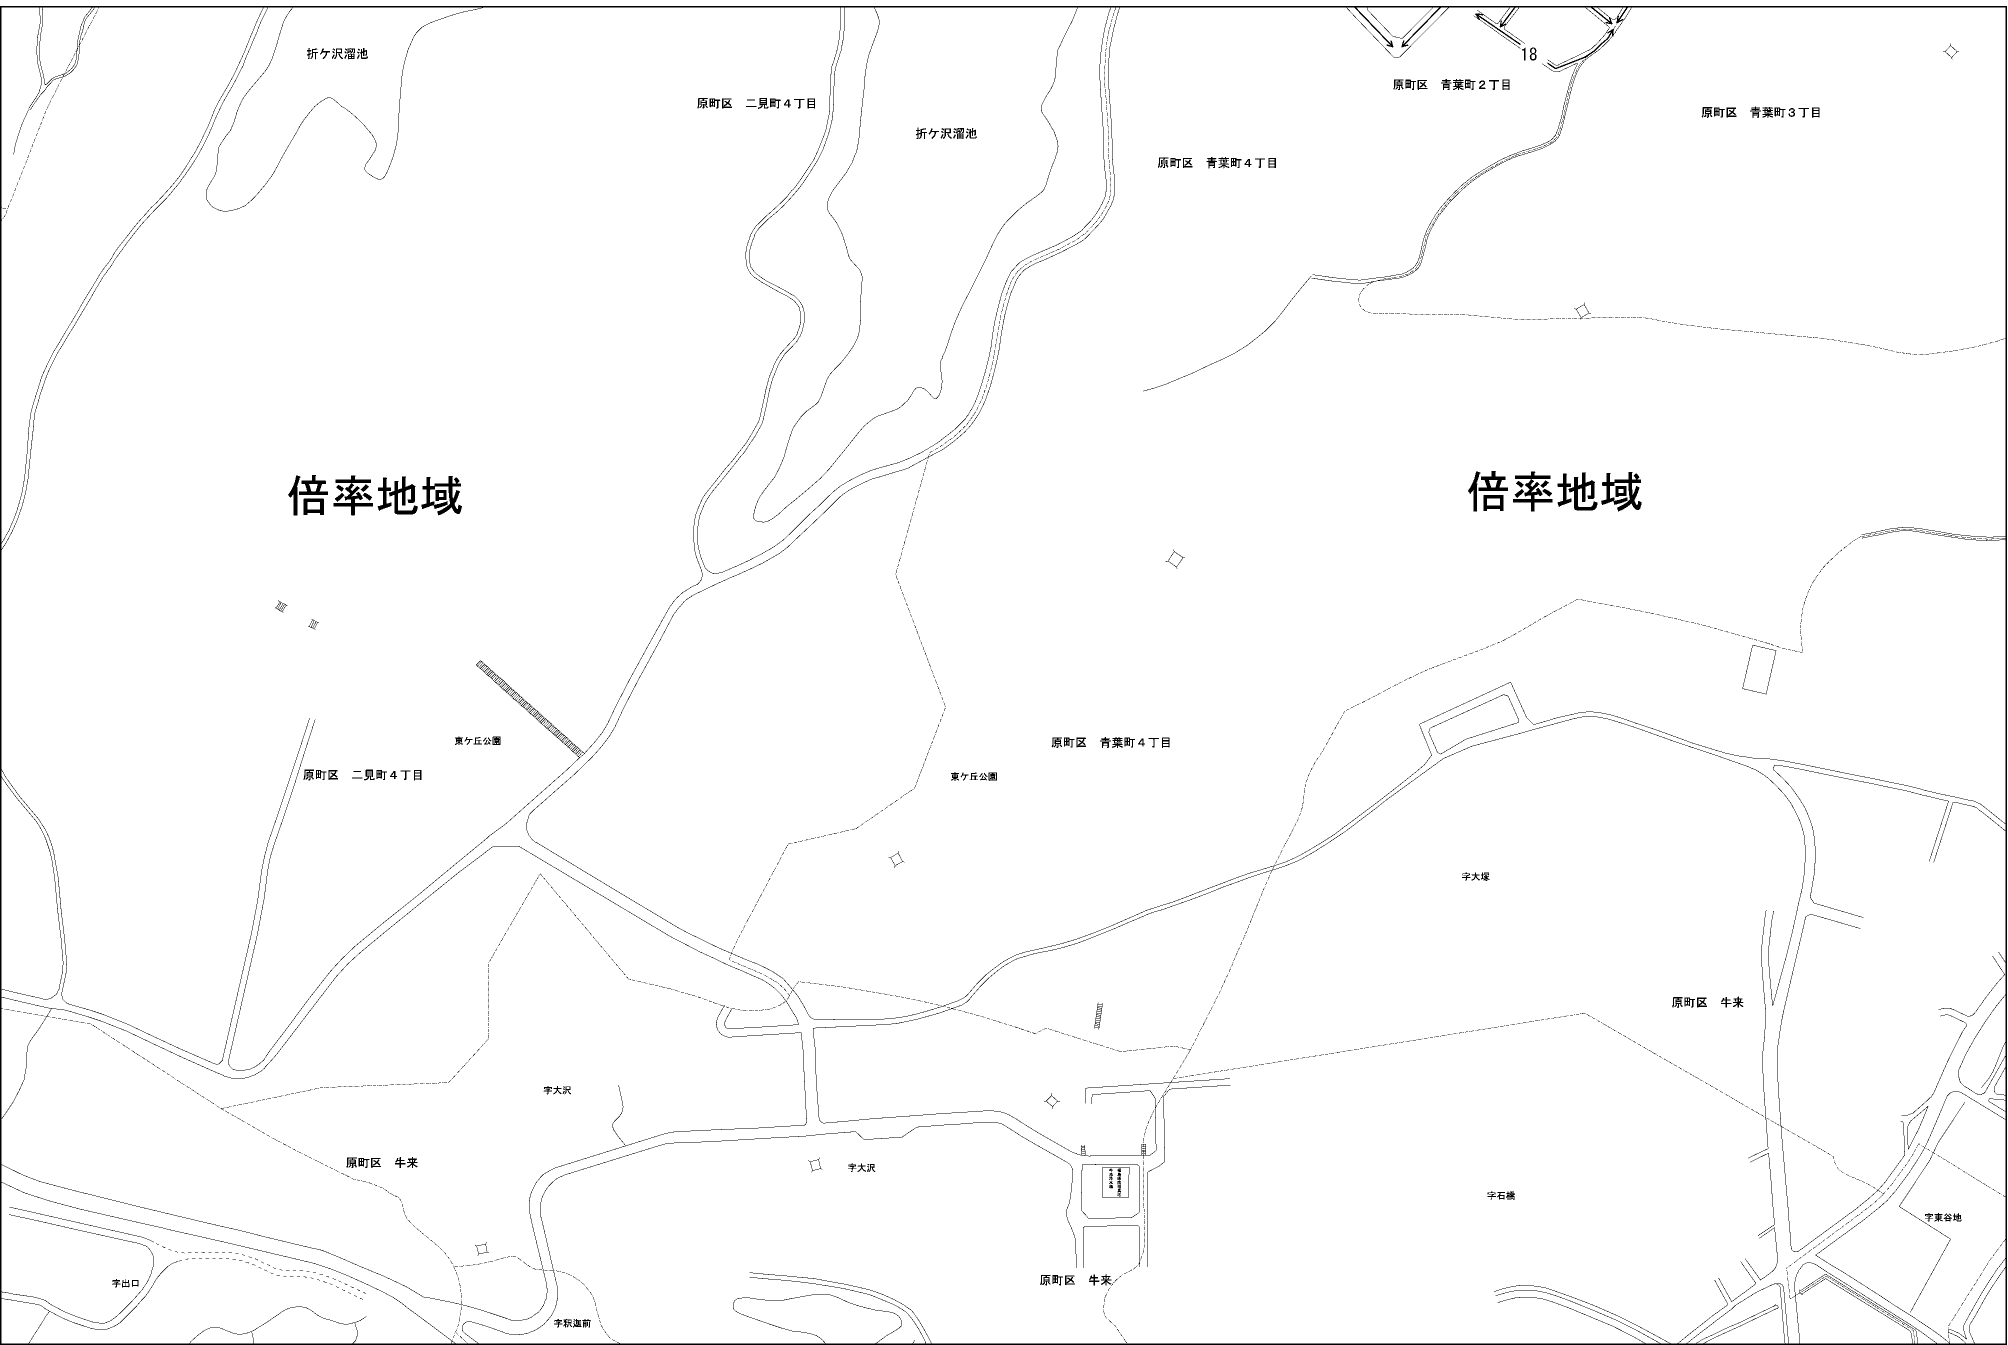 折ケ沢溜池
18
原町区 青葉町2丁目
原町区 二見町4丁目
原町区 青葉町3丁目
折ケ沢溜池
原町区 青葉町4丁目
倍率地域
倍率地域
東ケ丘公園
原町区 青葉町4丁目
原町区 二見町4丁目
東ケ丘公園
字大塚
原町区 牛来
字大沢
原町区 牛来
字大沢
字石橋
字東谷地
原町区 牛来
字出口
字釈迦前